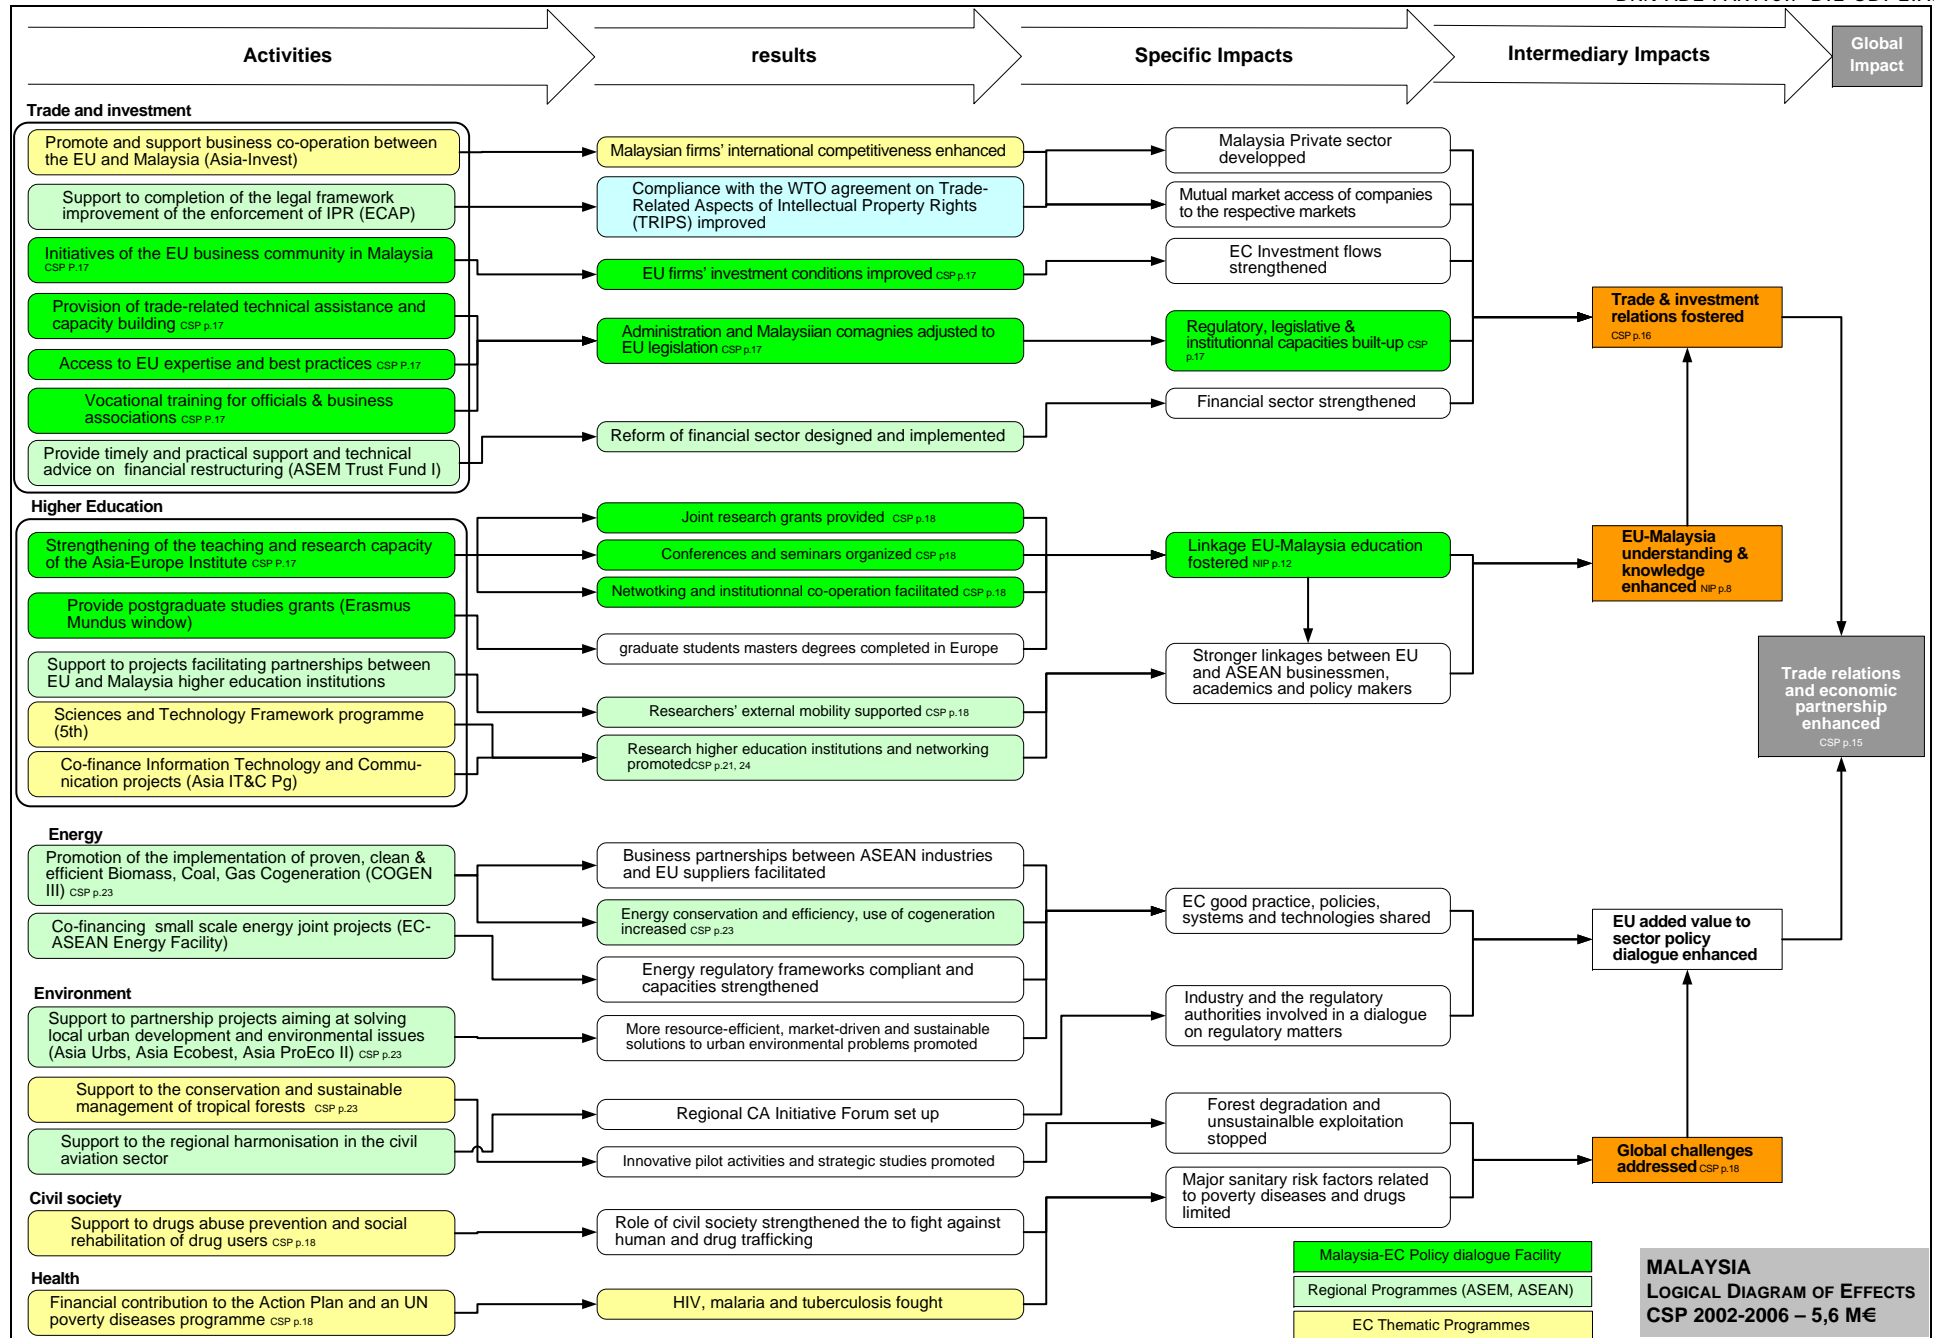 Activities
results
Specific Impacts
Intermediary Impacts
Global
Impact
Trade and investment
Promote and support business co-operation between
the EU and Malaysia (Asia-Invest)
Support to completion of the legal framework
improvement of the enforcement of IPR (ECAP)
Initiatives of the EU business community in Malaysia
CSP P.17
Provision of trade-related technical assistance and
capacity building CSP p.17
Access to EU expertise and best practices CSP P.17
Vocational training for officials & business
associations CSP P.17
Provide timely and practical support and technical
advice on financial restructuring (ASEM Trust Fund I)
Malaysian firms’ international competitiveness enhanced
Compliance with the WTO agreement on Trade-
Related Aspects of Intellectual Property Rights
(TRIPS) improved
EU firms’ investment conditions improved CSP p.17
Administration and Malaysiian comagnies adjusted to
EU legislation CSP p.17
Reform of financial sector designed and implemented
Malaysia Private sector
developped
Mutual market access of companies
to the respective markets
EC Investment flows
strengthened
Regulatory, legislative &
institutionnal capacities built-up CSP
p.17
Financial sector strengthened
Trade & investment
relations fostered
CSP p.16
Higher Education
Strengthening of the teaching and research capacity
of the Asia-Europe Institute CSP P.17
Provide postgraduate studies grants (Erasmus
Mundus window)
Support to projects facilitating partnerships between
EU and Malaysia higher education institutions
Sciences and Technology Framework programme
(5th)
Co-finance Information Technology and Commu-
nication projects (Asia IT&C Pg)
Joint research grants provided CSP p.18
Conferences and seminars organized CSP p18
Netwotking and institutionnal co-operation facilitated CSP p.18
graduate students masters degrees completed in Europe
Researchers’ external mobility supported CSP p.18
Research higher education institutions and networking
promotedCSP p.21, 24
Linkage EU-Malaysia education
fostered NIP p.12
Stronger linkages between EU
and ASEAN businessmen,
academics and policy makers
EU-Malaysia
understanding &
knowledge
enhanced NIP p.8
Trade relations
and economic
partnership
enhanced
CSP p.15
Energy
Promotion of the implementation of proven, clean &
efficient Biomass, Coal, Gas Cogeneration (COGEN
III) CSP p.23
Co-financing small scale energy joint projects (EC-
ASEAN Energy Facility)
Business partnerships between ASEAN industries
and EU suppliers facilitated
Energy conservation and efficiency, use of cogeneration
increased CSP p.23
Energy regulatory frameworks compliant and
capacities strengthened
EC good practice, policies,
systems and technologies shared
EU added value to
sector policy
dialogue enhanced
Environment
Support to partnership projects aiming at solving
local urban development and environmental issues
(Asia Urbs, Asia Ecobest, Asia ProEco II) CSP p.23
Support to the conservation and sustainable
management of tropical forests CSP p.23
Support to the regional harmonisation in the civil
aviation sector
More resource-efficient, market-driven and sustainable
solutions to urban environmental problems promoted
Regional CA Initiative Forum set up
Innovative pilot activities and strategic studies promoted
Industry and the regulatory
authorities involved in a dialogue
on regulatory matters
Forest degradation and
unsustainalble exploitation
stopped
Global challenges
addressed CSP p.18
Civil society
Support to drugs abuse prevention and social
rehabilitation of drug users CSP p.18
Role of civil society strengthened the to fight against
human and drug trafficking
Major sanitary risk factors related
to poverty diseases and drugs
limited
Health
Financial contribution to the Action Plan and an UN
poverty diseases programme CSP p.18
HIV, malaria and tuberculosis fought
Malaysia-EC Policy dialogue Facility
Regional Programmes (ASEM, ASEAN)
EC Thematic Programmes
MALAYSIA
LOGICAL DIAGRAM OF EFFECTS
CSP 2002-2006 – 5,6 M€